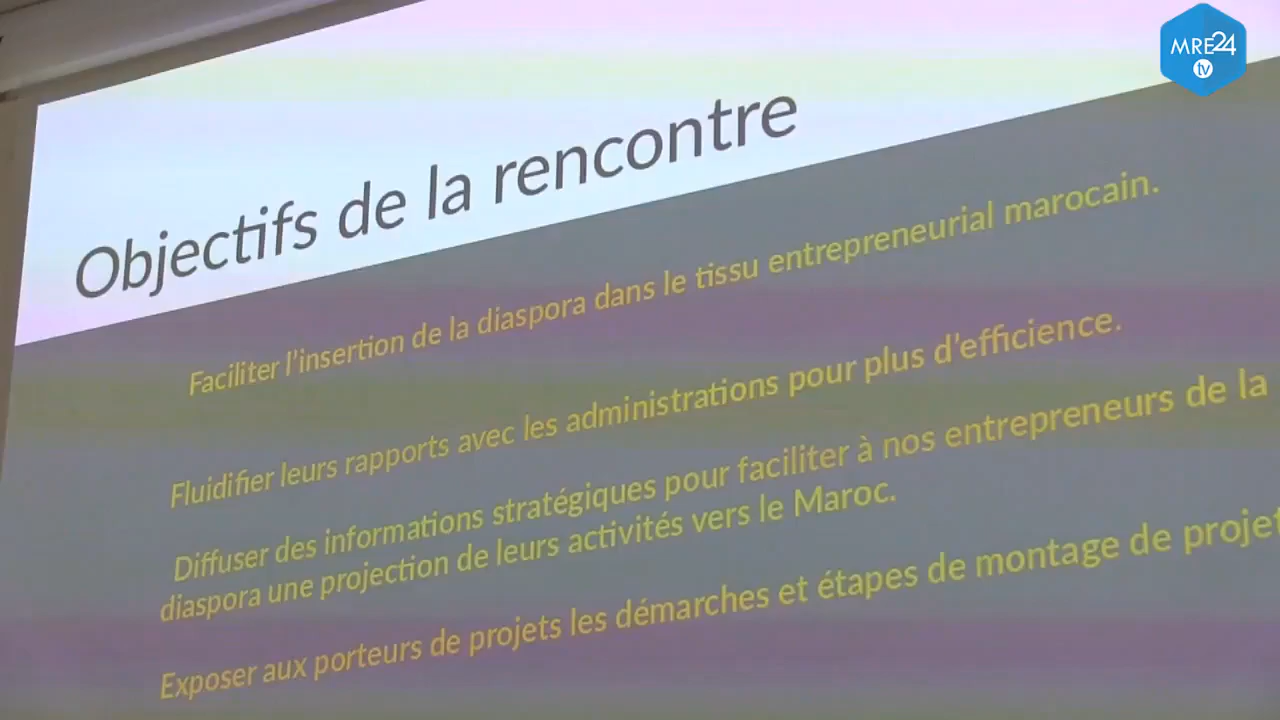 MRE24
tv
Objectifs de la rencontre
Faciliter l'insertion de la diaspora dans le tissu entrepreneurial marocain.
Fluidifier leurs rapports avec les administrations pour plus d'efficience.
Diffuser des informations stratégiques pour faciliter à nos entrepreneurs de la
diaspora une projection de leurs activités vers le Maroc.
Exposer aux porteurs de projets les démarches et étapes de montage de projet